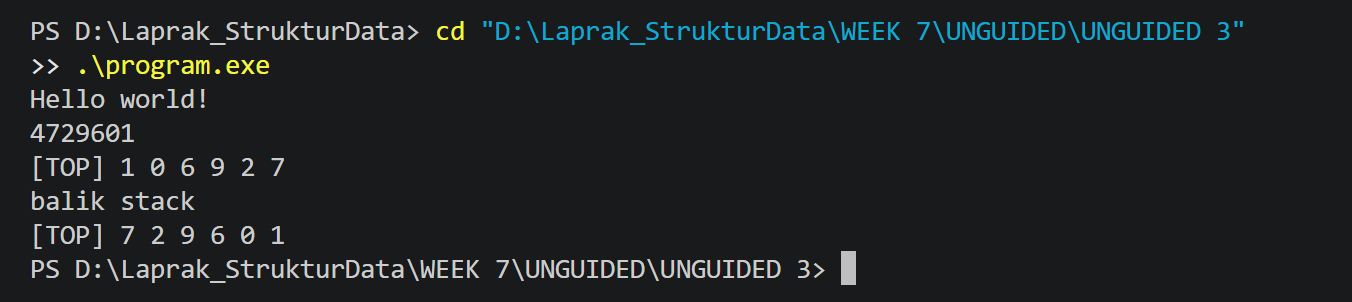 PS D:\Laprak_StrukturData> cd "D:\Laprak_StrukturData\WEEK 7\UNGUIDED\UNGUIDED 3"
>> .\program.exe
Hello world!
4729601
[TOP] 1 0 6 9 2 7
balik stack
[TOP] 7 2 9 6 0 1
PS D:\Laprak_StrukturData\WEEK 7\UNGUIDED\UNGUIDED 3>